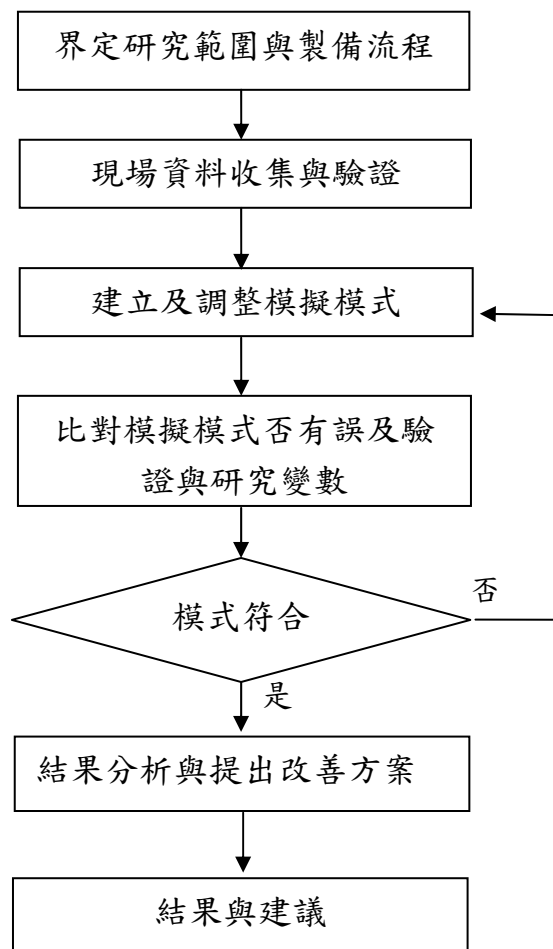 界定研究範圍與製備流程
現場資料收集與驗證
建立及調整模擬模式
比對模擬模式否有誤及驗
證與研究變數
模式符合
否
是
結果分析與提出改善方案
結果與建議